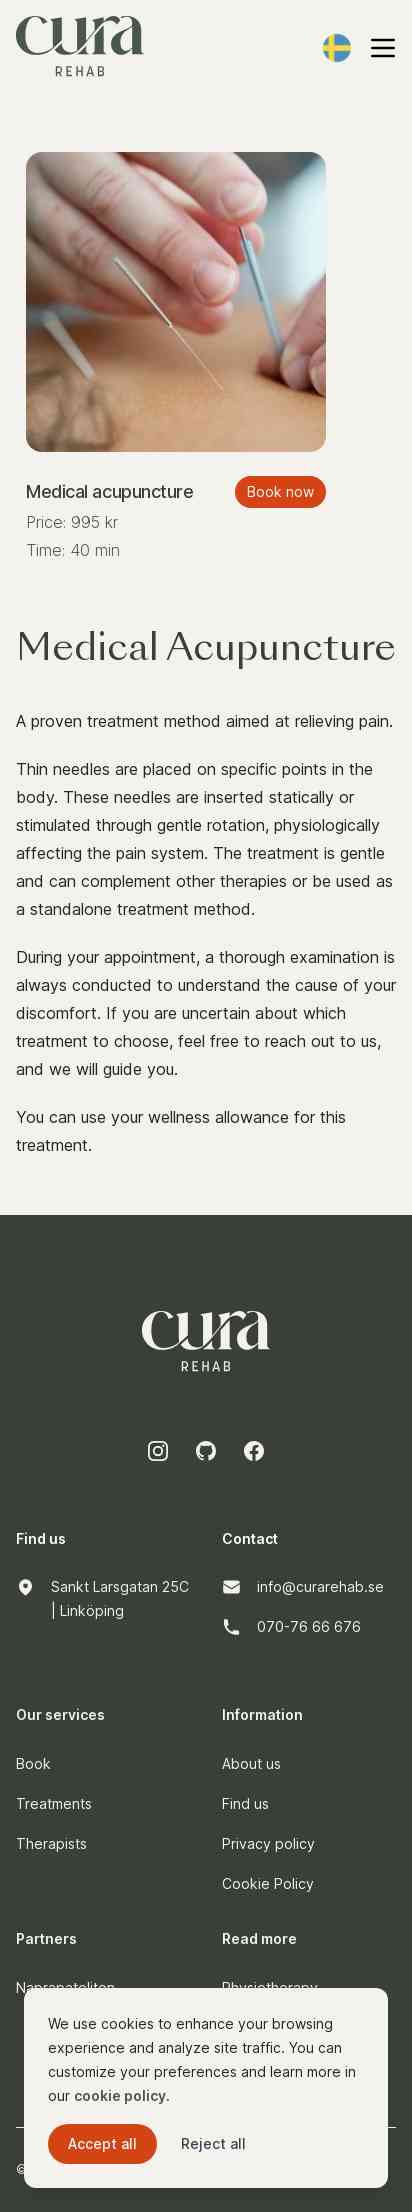 cura
REHAB
Medical acupuncture
Book now
Price: 995 kr
Time: 40 min
Medical Acupuncture
A proven treatment method aimed at relieving pain.
Thin needles are placed on specific points in the
body. These needles are inserted statically or
stimulated through gentle rotation, physiologically
affecting the pain system. The treatment is gentle
and can complement other therapies or be used as
a standalone treatment method.
During your appointment, a thorough examination is
always conducted to understand the cause of your
discomfort. If you are uncertain about which
treatment to choose, feel free to reach out to us,
and we will guide you.
You can use your wellness allowance for this
treatment.
cura
REHAB
Find us
Sankt Larsgatan 25C
| Linköping
Contact
info@curarehab.se
070-76 66 676
Our services
Book
Treatments
Therapists
Information
About us
Find us
Privacy policy
Cookie Policy
Partners
Read more
We use cookies to enhance your browsing
experience and analyze site traffic. You can
customize your preferences and learn more in
our cookie policy.
Accept all
Reject all